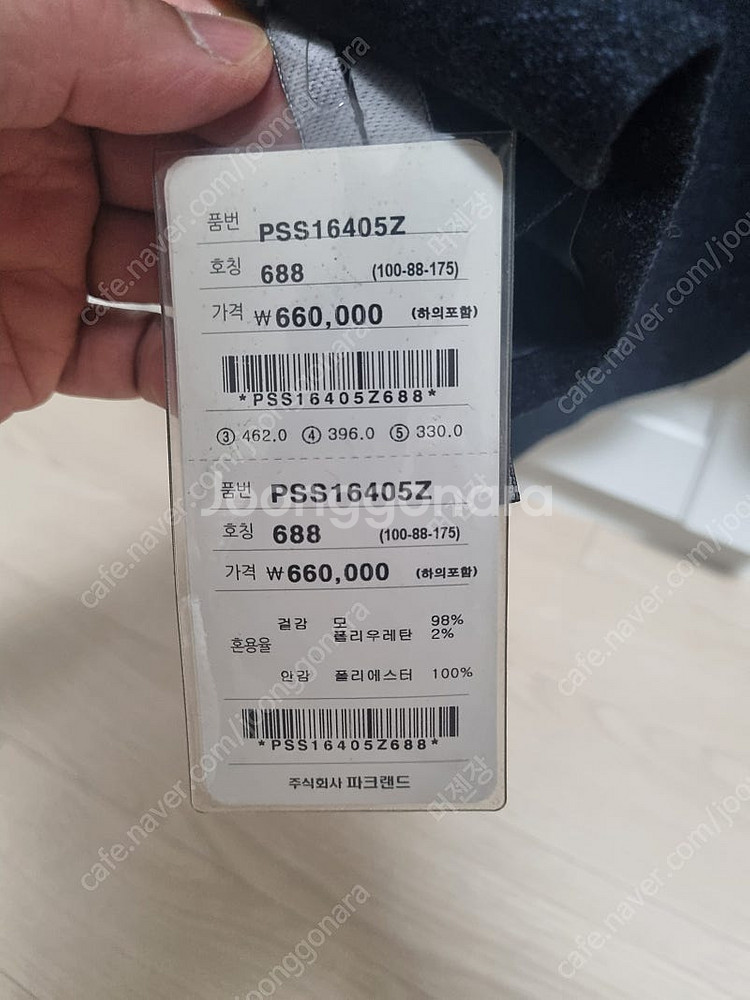 품번 PSS16405Z
호칭 688 (100-88-175)
가격 ₩660,000 (하의포함)
*PSS16405Z688*
③ 462.0 ④ 396.0 ⑤ 330.0
품번 PSS16405Z
Joonggonara
호칭 688 (100-88-175)
가격 ₩660,000 (하의포함)
겉감 모 98%
폴리우레탄 2%
혼용율
안감 폴리에스터 100%
*PSS16405Z688*
주식회사 파크랜드
cafe.naver.com/joonggonara